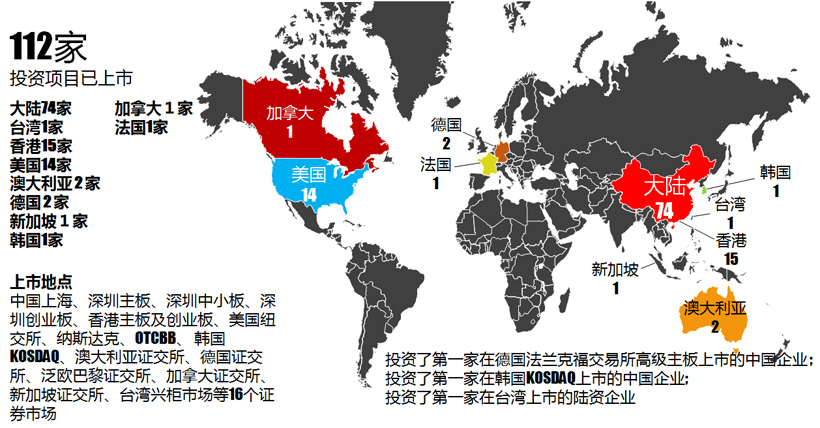 112家
投资项目已上市
大陆74家 加拿大１家
台湾1家 法国1家
香港15家
美国14家
澳大利亚２家
德国２家
新加坡１家
韩国1家
上市地点
中国上海、深圳主板、深圳中小板、深
圳创业板、香港主板及创业板、美国纽
交所、纳斯达克、OTCBB、 韩国
KOSDAQ、澳大利亚证交所、德国证交
所、泛欧巴黎证交所、加拿大证交所、
新加坡证交所、台湾兴柜市场等16个证
券市场
加拿大
1
美国
14
德国
2
法国
1
大陆
74
韩国
1
台湾
1
香港
15
新加坡
1
澳大利亚
2
投资了第一家在德国法兰克福交易所高级主板上市的中国企业；
投资了第一家在韩国KOSDAQ上市的中国企业;
投资了第一家在台湾上市的陆资企业